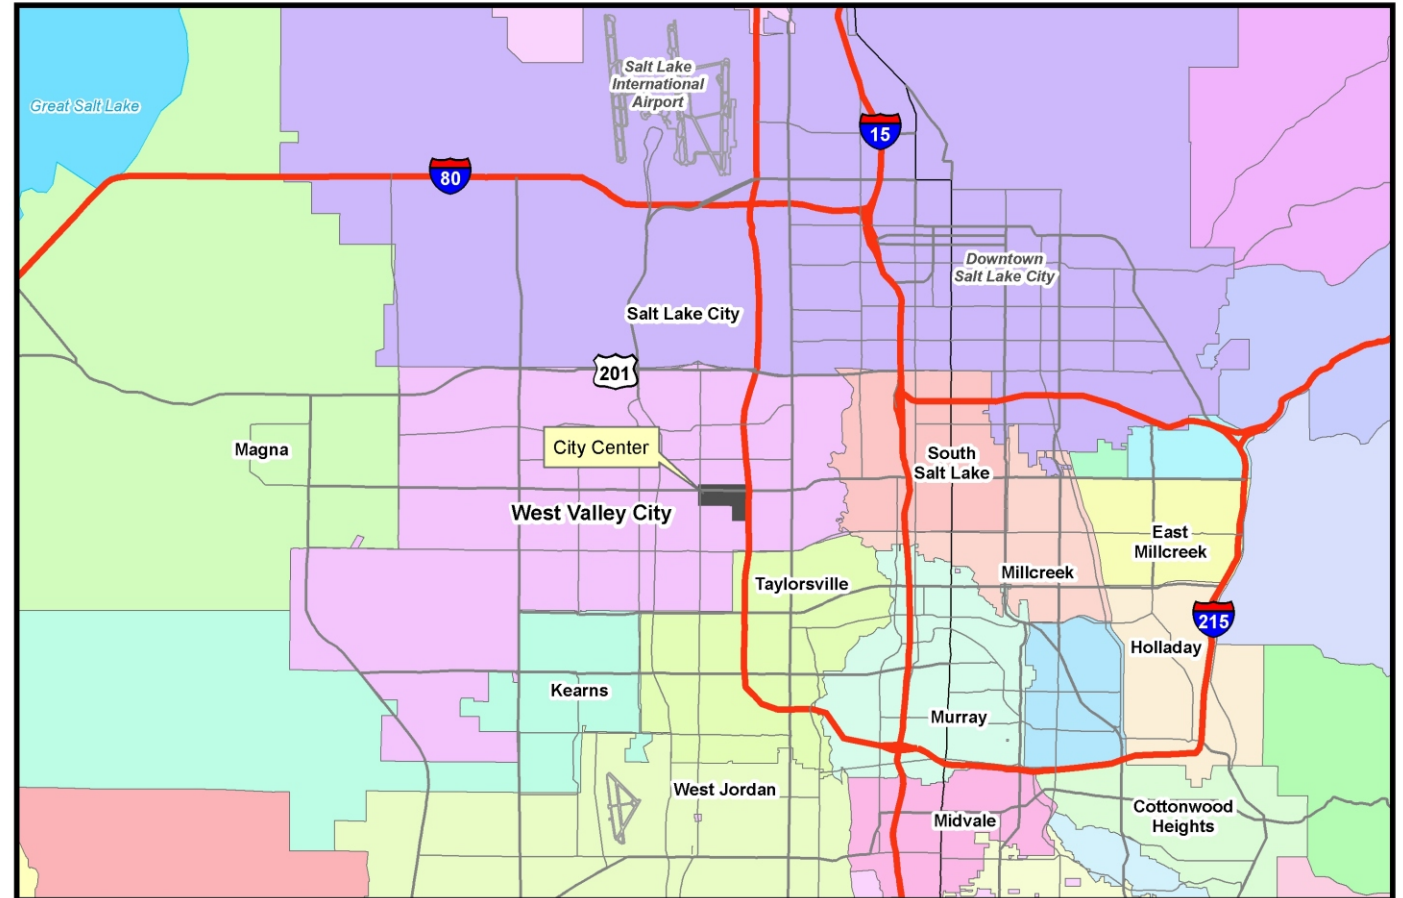 Salt Lake
International
Airport
Great Salt Lake
15
80
Downtown
Salt Lake City
Salt Lake City
201
City Center
Magna
South
Salt Lake
West Valley City
East
Millcreek
Millcreek
Taylorsville
215
Holladay
Kearns
Murray
West Jordan
Midvale
Cottonwood
Heights